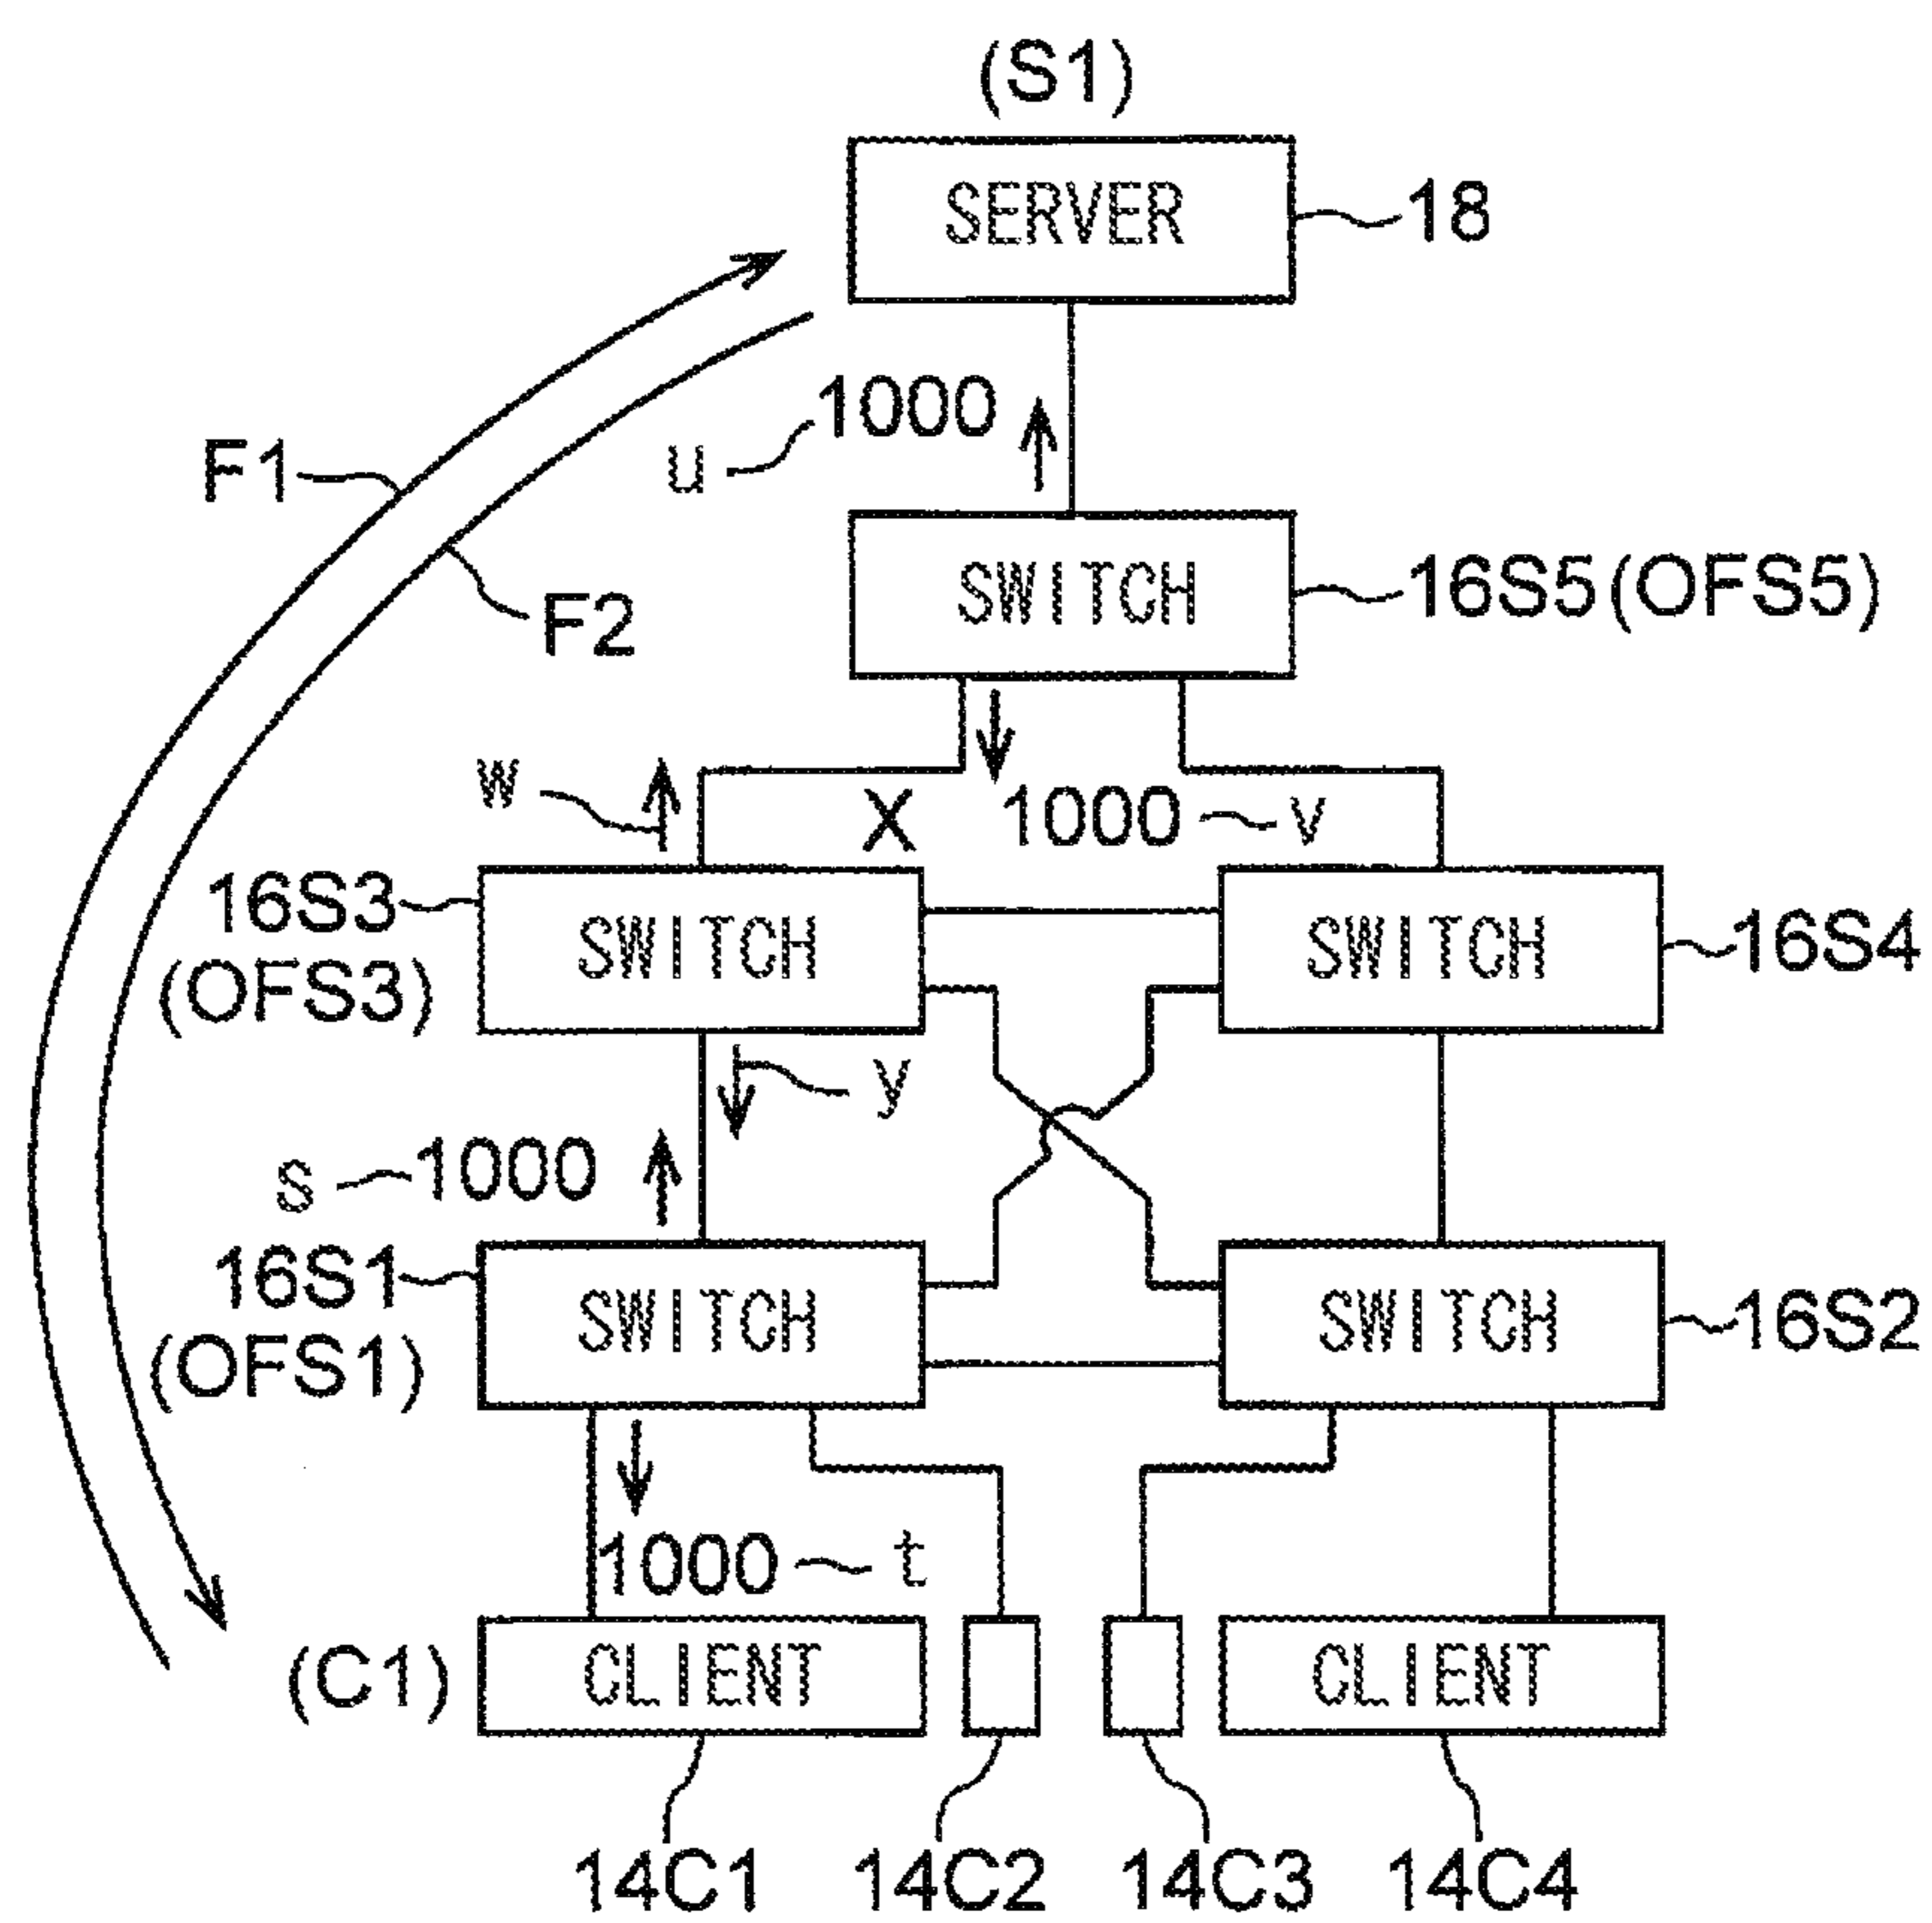 (S1)
SERVER
18
1000
F1
u
SWITCH
16S5(OFS5)
F2
w
X
1000
v
16S3
(OFS3)
SWITCH
SWITCH
16S4
y
s
1000
16S1
(OFS1)
SWITCH
SWITCH
16S2
1000
t
(C1)
CLIENT
CLIENT
14C1
14C2
14C3
14C4